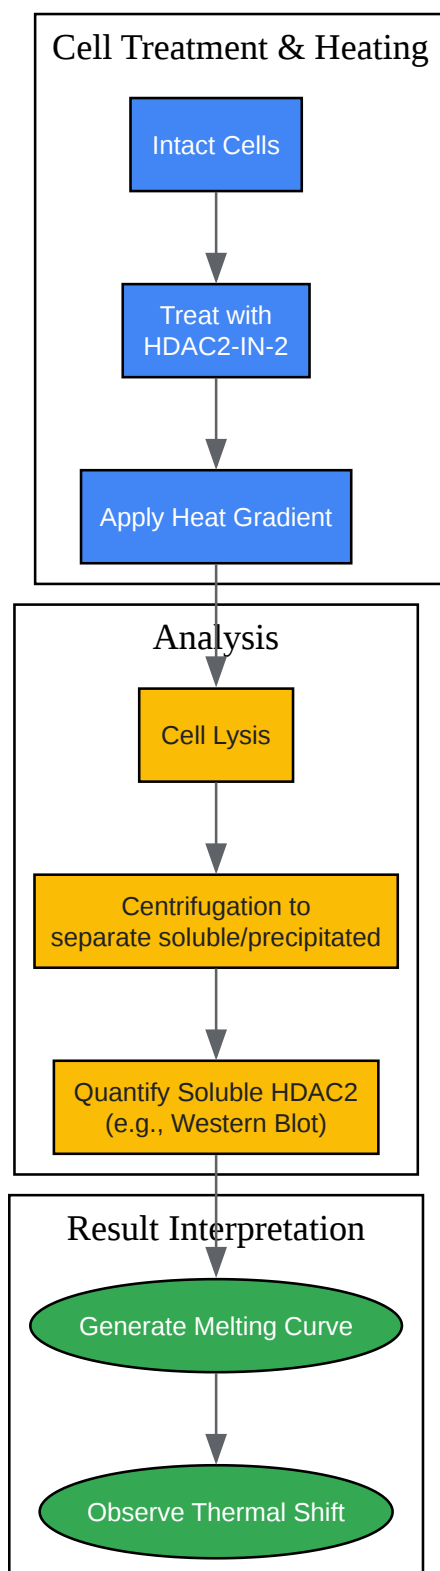 Cell Treatment & Heating
Intact Cells
Treat with
HDAC2-IN-2
Apply Heat Gradient
Analysis
Cell Lysis
Centrifugation to
separate soluble/precipitated
Quantify Soluble HDAC2
(e.g., Western Blot)
Result Interpretation
Generate Melting Curve
Observe Thermal Shift